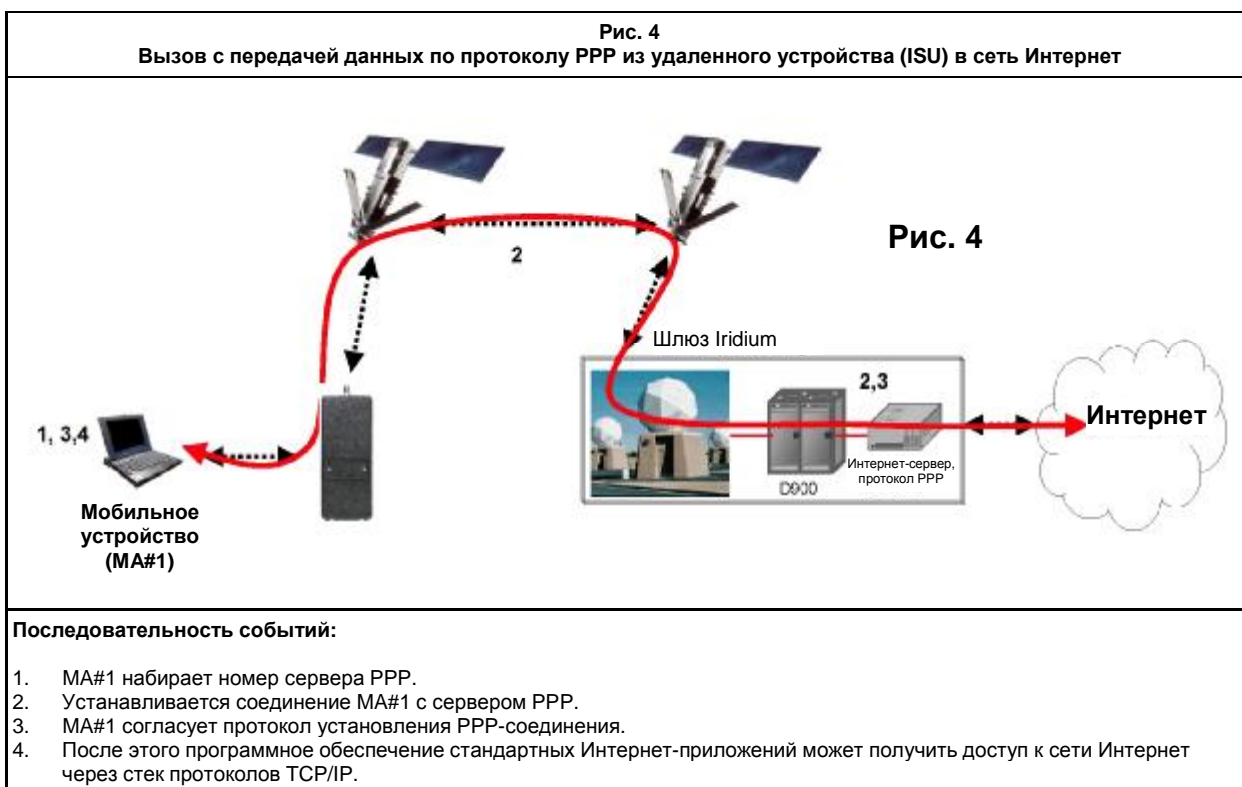 Рис. 4
Вызов с передачей данных по протоколу PPP из удаленного устройства (ISU) в сеть Интернет
2
Рис. 4
Шлюз Iridium
2,3
Интернет
1, 3,4
Интернет-сервер,
протокол PPP
D900
Мобильное
устройство
(MA#1)
Последовательность событий:
1. MA#1 набирает номер сервера PPP.
2. Устанавливается соединение MA#1 с сервером PPP.
3. MA#1 согласует протокол установления PPP-соединения.
4. После этого программное обеспечение стандартных Интернет-приложений может получить доступ к сети Интернет
через стек протоколов TCP/IP.